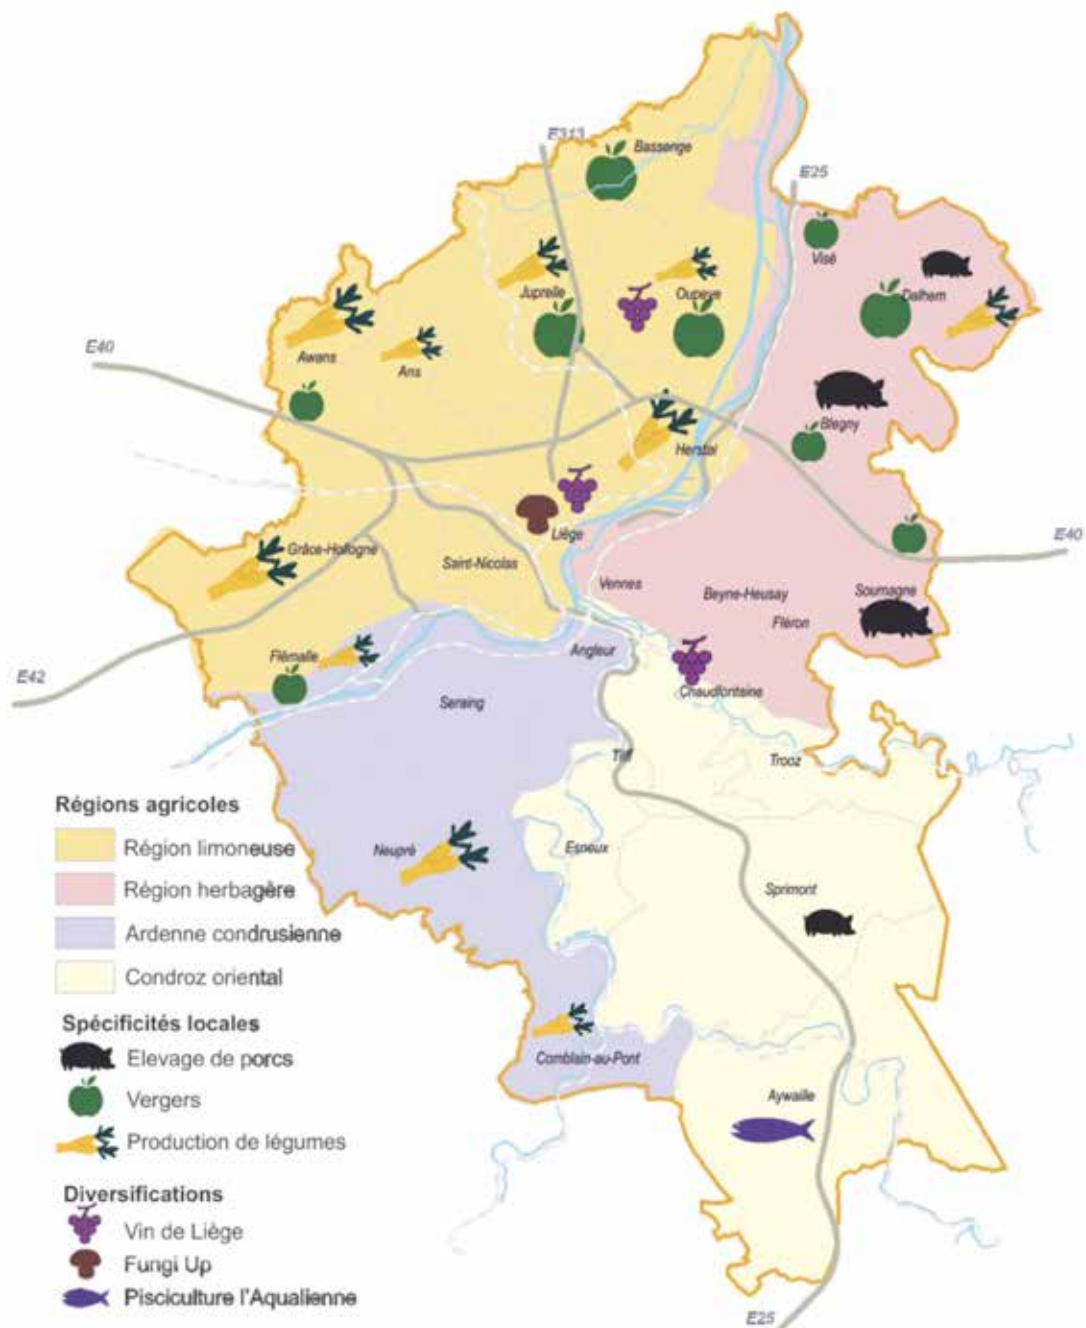 E313
Bassenge
E25
Visé
Dalhem
Juprelle
Oupeye
Awans
Ans
E40
Blegny
Herstal
Liège
E40
Grâce-Hollogne
Saint-Nicolas
Vennes
Beyne-Heusay
Soumagne
Fléron
Angleur
Flémalle
E42
Chaudfontaine
Seraing
Tilff
Trooz
Régions agricoles
Région limoneuse
Région herbagère
Ardenne condrusienne
Condroz oriental
Neupré
Esneux
Sprimont
Spécificités locales
Elevage de porcs
Vergers
Production de légumes
Comblain-au-Pont
Aywaille
Diversifications
Vin de Liège
Fungi Up
Pisciculture l'Aqualienne
E25